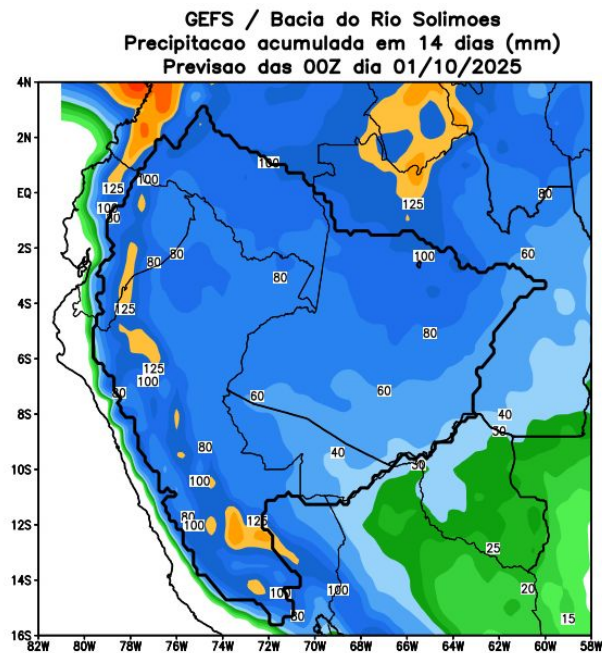 GEFS / Bacia do Rio Solimoes
Precipitacao acumulada em 14 dias (mm)
Previsao das 00Z dia 01/10/2025
4N
2N
100
100
125
125
EQ
80
100
80
2S
80
80
100
60
80
4S
125
80
6S
125
100
80
60
60
8S
40
30
80
40
30
10S
100
80
125
12S
100
25
14S
100
100
20
80
15
16S
82W 80W 78W 76W 74W 72W 70W 68W 66W 64W 62W 60W 58W